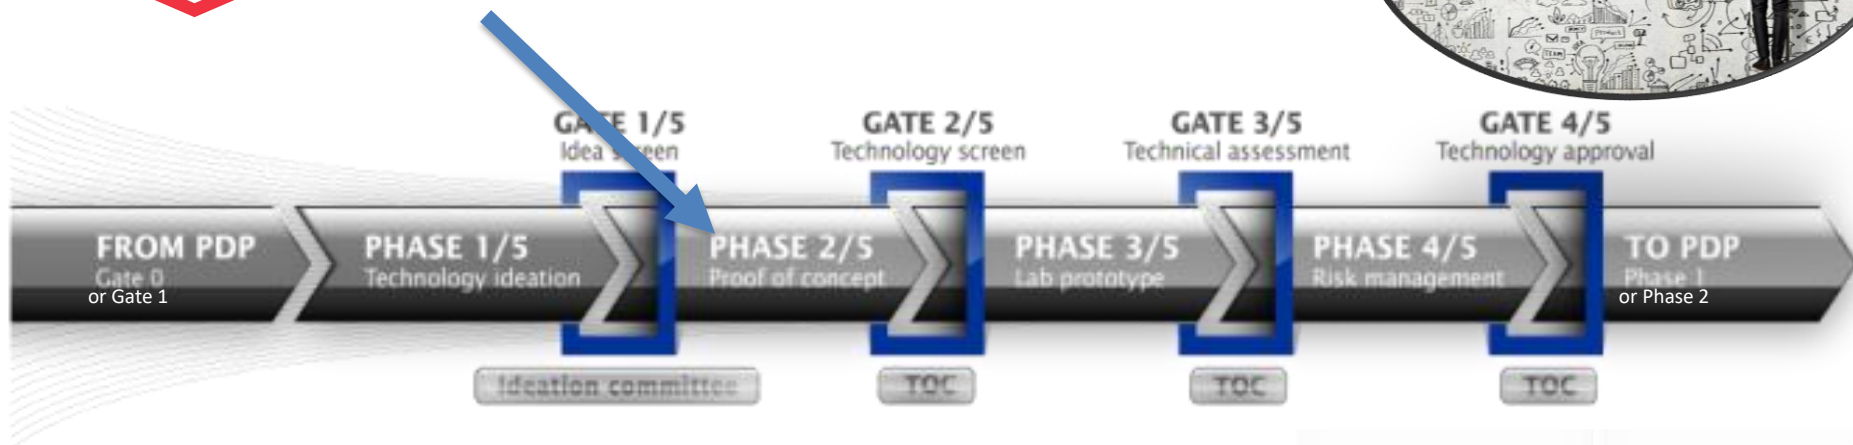 GATE 1/5
Idea screen
GATE 2/5
Technology screen
GATE 3/5
Technical assessment
GATE 4/5
Technology approval
FROM PDP
Gate 0
or Gate 1
PHASE 1/5
Technology ideation
PHASE 2/5
Proof of concept
PHASE 3/5
Lab prototype
PHASE 4/5
Risk management
TO PDP
Phase 1
or Phase 2
Ideation committee
TOC
TOC
TOC